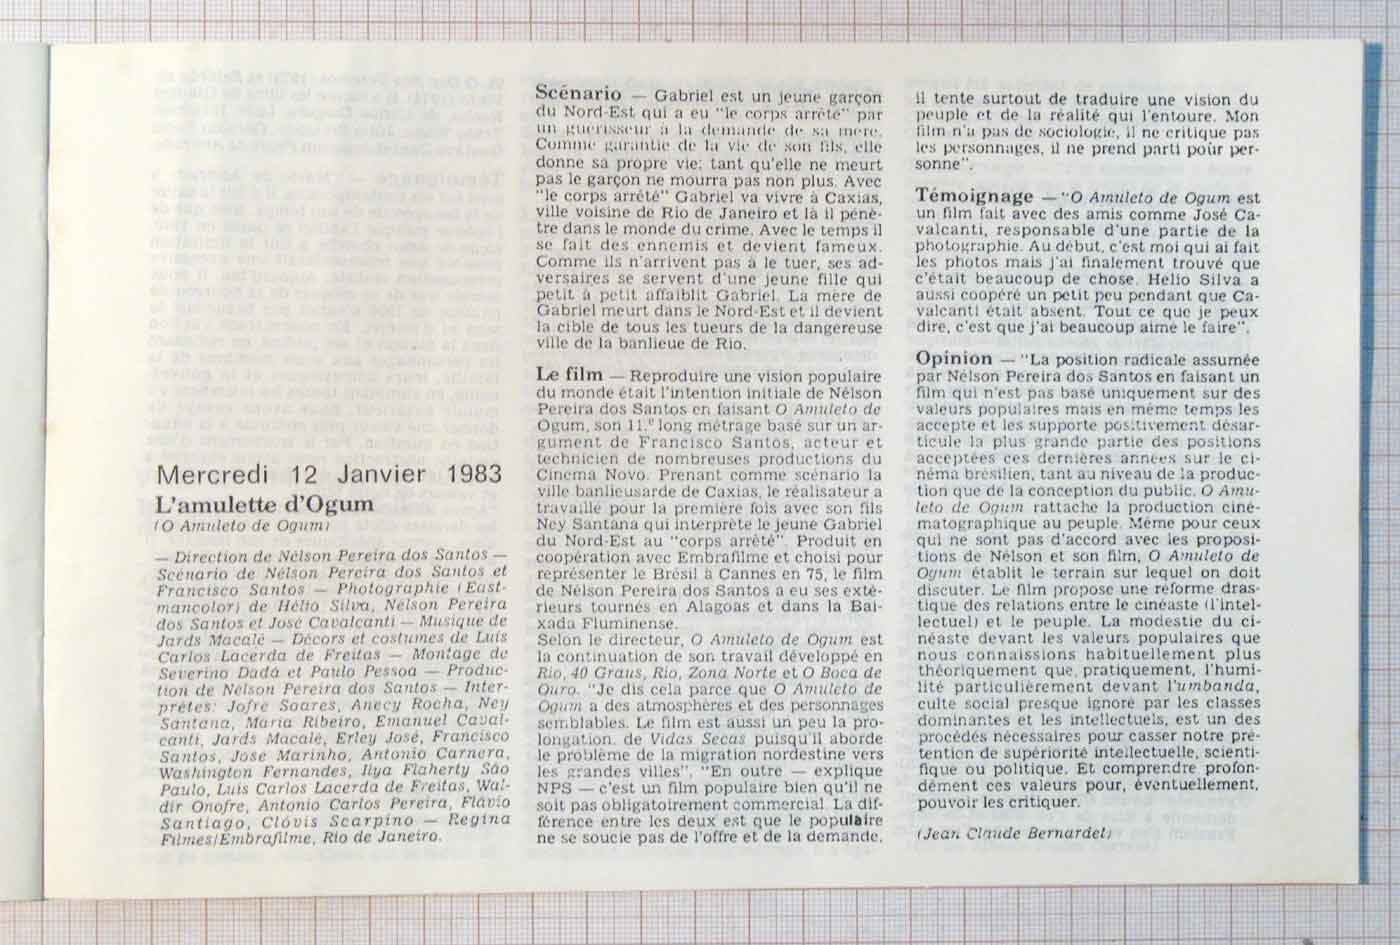 Mercredi 12 Janvier 1983
L'amulette d'Ogum
(O Amuleto de Ogum)
— Direction de Nélson Pereira dos Santos —
Scénario de Nélson Pereira dos Santos et
Francisco Santos — Photographie (East-
mancolor) de Hélio Silva, Nélson Pereira
dos Santos et José Cavalcanti — Musique de
Jards Macalé — Décors et costumes de Luís
Carlos Lacerda de Freitas — Montage de
Severino Dadá et Paulo Pessoa — Produc-
tion de Nélson Pereira dos Santos — Inter-
prètes: Jofre Soares, Anecy Rocha, Ney
Santana, Maria Ribeiro, Emanuel Caval-
canti, Jards Macalé, Erley José, Francisco
Santos, José Marinho, Antonio Carnera,
Washington Fernandes, Ilya Flaherty São
Paulo, Luis Carlos Lacerda de Freitas, Wal-
dir Onofre, Antonio Carlos Pereira, Flávio
Santiago, Clóvis Scarpino — Regina
Filmes/Embrafilme, Rio de Janeiro.
Scénario — Gabriel est un jeune garçon
du Nord-Est qui a eu "le corps arrêté" par
un guérisseur à la demande de sa mère.
Comme garantie de la vie de son fils, elle
donne sa propre vie; tant qu'elle ne meurt
pas le garçon ne mourra pas non plus. Avec
"le corps arrêté" Gabriel va vivre à Caxias,
ville voisine de Rio de Janeiro et là il pénè-
tre dans le monde du crime. Avec le temps il
se fait des ennemis et devient fameux.
Comme ils n'arrivent pas à le tuer, ses ad-
versaires se servent d'une jeune fille qui
petit à petit affaiblit Gabriel. La mère de
Gabriel meurt dans le Nord-Est et il devient
la cible de tous les tueurs de la dangereuse
ville de la banlieue de Rio.
Le film — Reproduire une vision populaire
du monde était l'intention initiale de Nélson
Pereira dos Santos en faisant O Amuleto de
Ogum, son 11.e long métrage basé sur un ar-
gument de Francisco Santos, acteur et
technicien de nombreuses productions du
Cinema Novo. Prenant comme scénario la
ville banlieusarde de Caxias, le réalisateur a
travaillé pour la première fois avec son fils
Ney Santana qui interprète le jeune Gabriel
du Nord-Est au "corps arrêté". Produit en
coopération avec Embrafilme et choisi pour
représenter le Brésil à Cannes en 75, le film
de Nélson Pereira dos Santos a eu ses exté-
rieurs tournés en Alagoas et dans la Bai-
xada Fluminense.
Selon le directeur, O Amuleto de Ogum est
la continuation de son travail développé en
Rio, 40 Graus, Rio, Zona Norte et O Boca de
Ouro. "Je dis cela parce que O Amuleto de
Ogum a des atmosphères et des personnages
semblables. Le film est aussi un peu la pro-
longation, de Vidas Secas puisqu'il aborde
le problème de la migration nordestine vers
les grandes villes". "En outre — explique
NPS — c'est un film populaire bien qu'il ne
soit pas obligatoirement commercial. La dif-
férence entre les deux est que le populaire
ne se soucie pas de l'offre et de la demande,
il tente surtout de traduire une vision du
peuple et de la réalité qui l'entoure. Mon
film n'a pas de sociologie, il ne critique pas
les personnages, il ne prend parti pour per-
sonne".
Témoignage — "O Amuleto de Ogum est
un film fait avec des amis comme José Ca-
valcanti, responsable d'une partie de la
photographie. Au début, c'est moi qui ai fait
les photos mais j'ai finalement trouvé que
c'était beaucoup de chose. Hélio Silva a
aussi coopéré un petit peu pendant que Ca-
valcanti était absent. Tout ce que je peux
dire, c'est que j'ai beaucoup aimé le faire".
Opinion — "La position radicale assumée
par Nélson Pereira dos Santos en faisant un
film qui n'est pas basé uniquement sur des
valeurs populaires mais en même temps les
accepte et les supporte positivement désar-
ticule la plus grande partie des positions
acceptées ces dernières années sur le ci-
néma brésilien, tant au niveau de la produc-
tion que de la conception du public. O Amu-
leto de Ogum rattache la production ciné-
matographique au peuple. Même pour ceux
qui ne sont pas d'accord avec les proposi-
tions de Nélson et son film, O Amuleto de
Ogum établit le terrain sur lequel on doit
discuter. Le film propose une réforme dras-
tique des relations entre le cinéaste (l'intel-
lectuel) et le peuple. La modestie du ci-
néaste devant les valeurs populaires que
nous connaissions habituellement plus
théoriquement que, pratiquement, l'humi-
lité particulièrement devant l'umbanda,
culte social presque ignoré par les classes
dominantes et les intellectuels, est un des
procédés nécessaires pour casser notre pré-
tention de supériorité intellectuelle, scienti-
fique ou politique. Et comprendre profon-
dément ces valeurs pour, éventuellement,
pouvoir les critiquer.
(Jean Claude Bernardet)